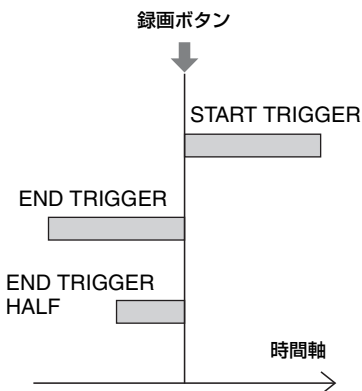 録画ボタン
START TRIGGER
END TRIGGER
END TRIGGER
HALF
時間軸